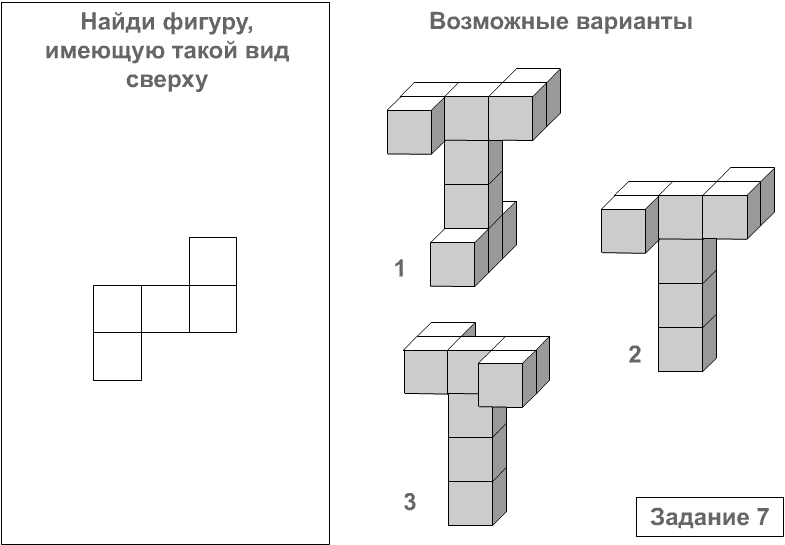 Найди фигуру,
имеющую такой вид
сверху
Возможные варианты
1
2
3
Задание 7